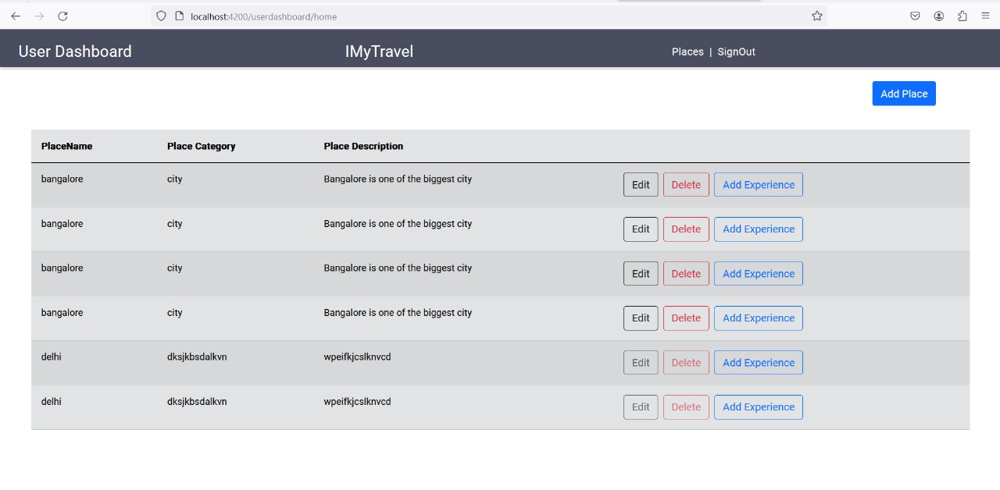 localhost:4200/userdashboard/home
User Dashboard IMyTravel Places | SignOut
Add Place
PlaceName Place Category Place Description
bangalore city Bangalore is one of the biggest city Edit Delete Add Experience
bangalore city Bangalore is one of the biggest city Edit Delete Add Experience
bangalore city Bangalore is one of the biggest city Edit Delete Add Experience
bangalore city Bangalore is one of the biggest city Edit Delete Add Experience
delhi dksjkbsdalkvn wpeifkjcslknvcd Edit Delete Add Experience
delhi dksjkbsdalkvn wpeifkjcslknvcd Edit Delete Add Experience